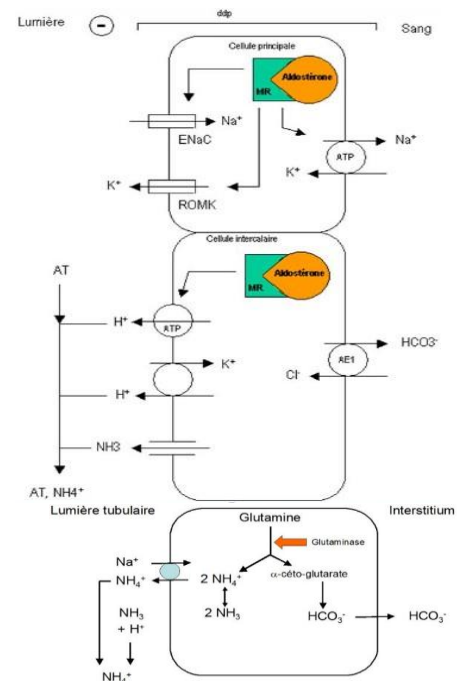 ddp
Lumière
-
Sang
Cellule principale
Aldostérone
MR
ENaC
Na⁺
Na⁺
ATP
K⁺
K⁺
ROMK
Cellule intercalaire
AT
Aldostérone
MR
H⁺
ATP
K⁺
HCO3⁻
AE1
Cl⁻
H⁺
NH3
AT, NH4⁺
Lumière tubulaire
Interstitium
Glutamine
Glutaminase
Na⁺
NH₄⁺
2 NH₄⁺
α-céto-glutarate
NH₃
+ H⁺
2 NH₃
HCO₃⁻
HCO₃⁻
NH₄⁺